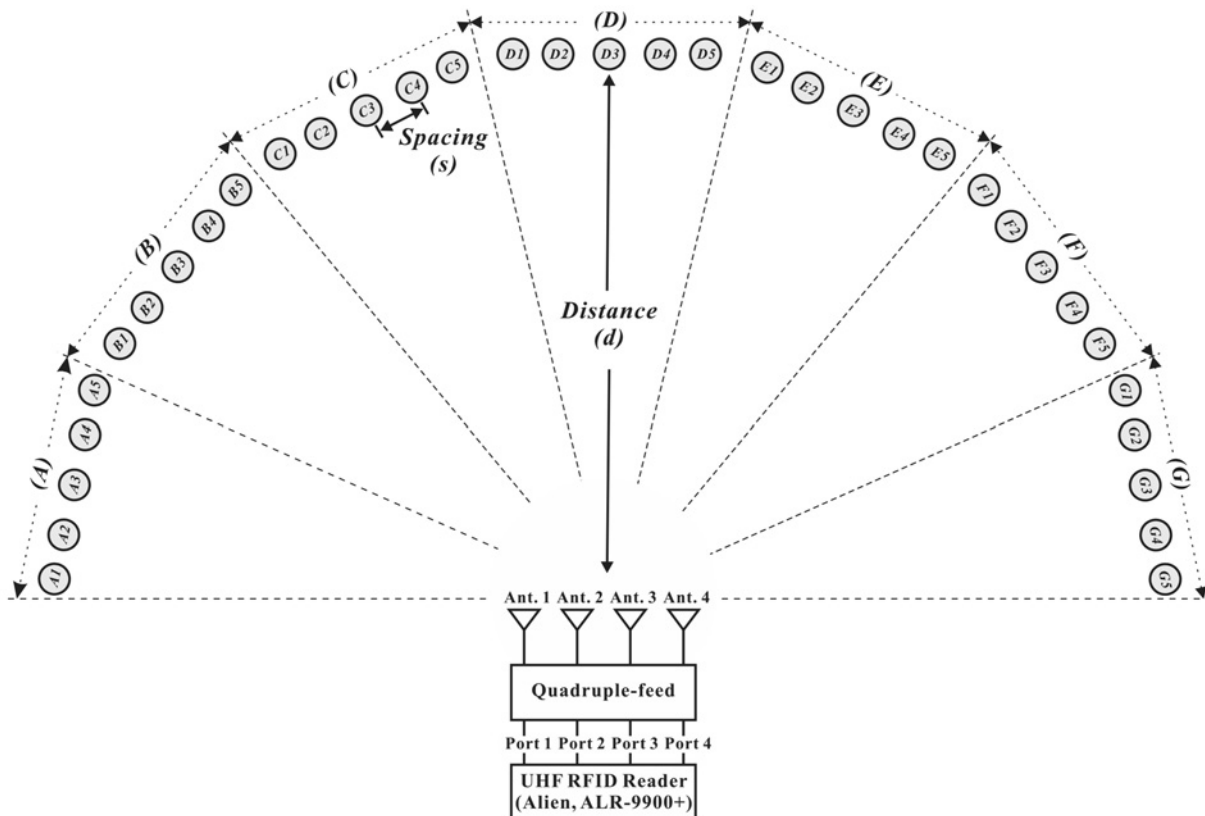 (D)
D1 D2 D3 D4 D5
(C)
C1 C2 C3 C4 C5
Spacing
(s)
(E)
E1 E2 E3 E4 E5
(B)
B1 B2 B3 B4 B5
(F)
F1 F2 F3 F4 F5
Distance
(d)
(A)
A1 A2 A3 A4 A5
(G)
G1 G2 G3 G4 G5
Ant. 1 Ant. 2 Ant. 3 Ant. 4
Quadruple-feed
Port 1 Port 2 Port 3 Port 4
UHF RFID Reader
(Alien, ALR-9900+)